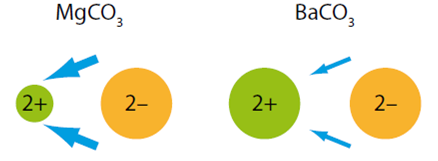 MgCO₃ BaCO₃
2+ 2– 2+ 2–